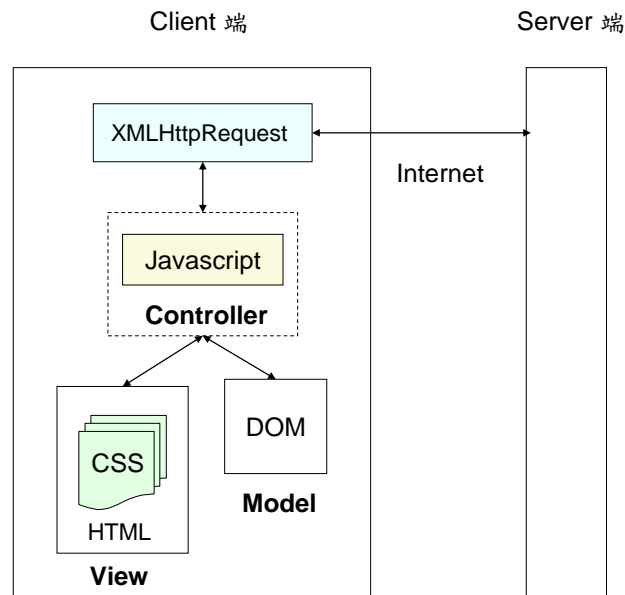 Client 端
Server 端
XMLHttpRequest
Internet
Javascript
Controller
CSS
HTML
View
DOM
Model